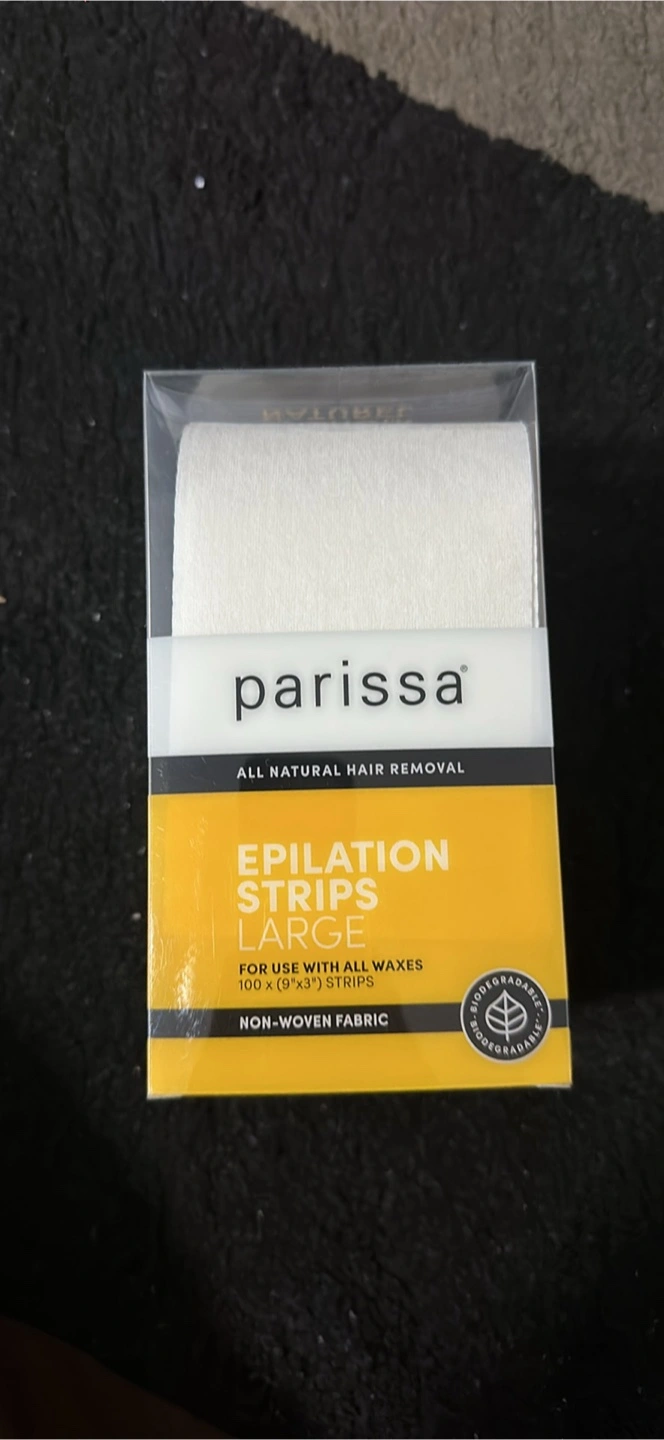 NATUREL
parissa®
ALL NATURAL HAIR REMOVAL
EPILATION
STRIPS
LARGE
FOR USE WITH ALL WAXES
100 x (9"x3") STRIPS
NON-WOVEN FABRIC
BIODEGRADABLE
BIODEGRADABLE